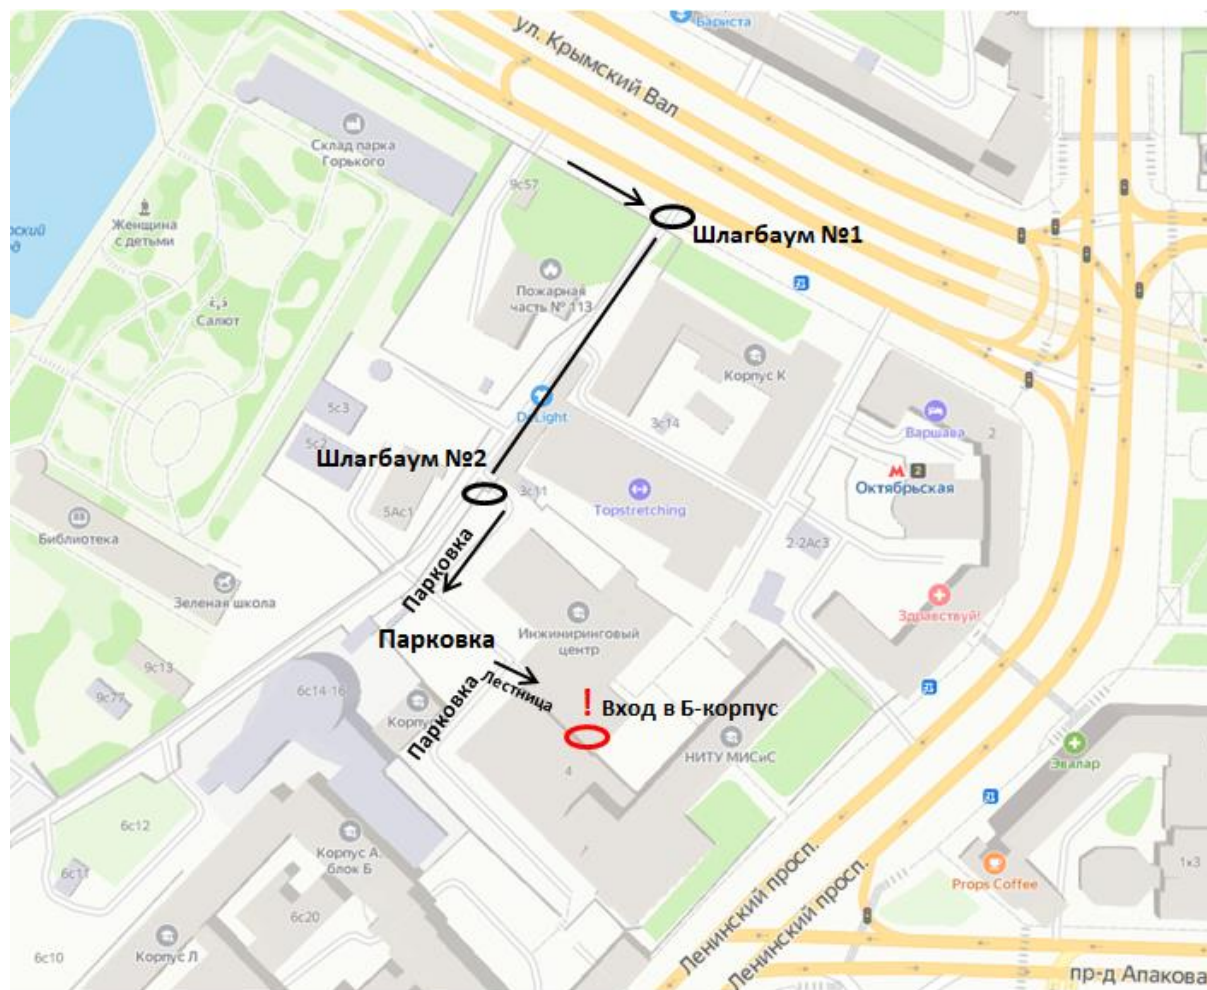 Бариста
ул. Крымский Вал
Склад парка
Горького
9с57
Женщина
с детьми
ский
Шлагбаум №1
Пожарная
часть № 113
Салют
Корпус К
5с3
DeLight
3с14
Варшава
2
5с2
Шлагбаум №2
2
Октябрьская
3с11
Topstretching
5Ас1
Библиотека
2-2Ас3
Парковка
Зеленая школа
Здравствуй!
Инжиниринговый
центр
Парковка
9с13
6с14-16
9с77
Лестница
Парковка
Корпус
! Вход в Б-корпус
НИТУ МИСиС
Эвалар
4
6с12
Корпус А,
блок Б
6с11
1к3
Props Coffee
Ленинский просп.
Ленинский просп.
6с20
Корпус Л
6с10
пр-д Апакова